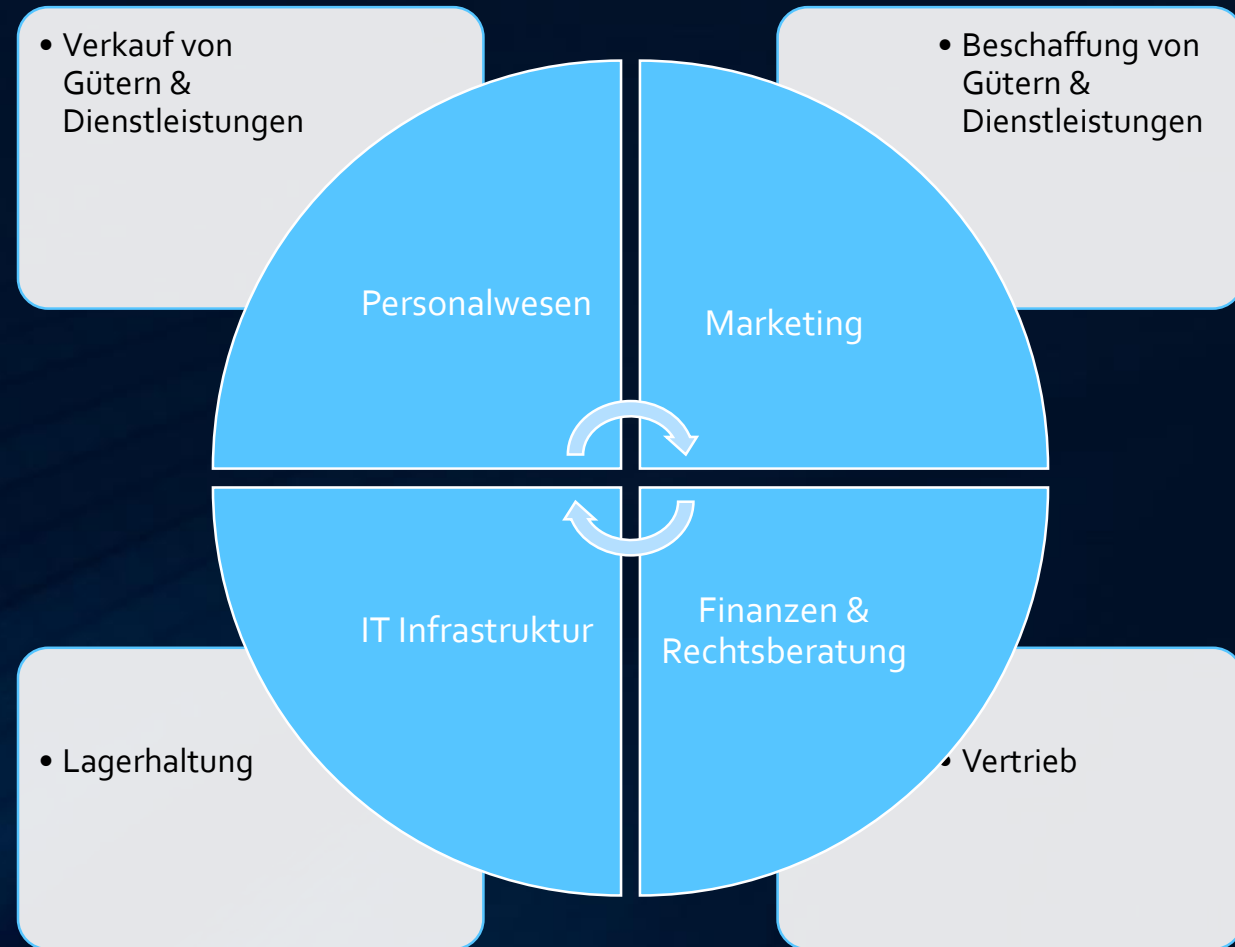 • Verkauf von
Gütern &
Dienstleistungen
• Beschaffung von
Gütern &
Dienstleistungen
Personalwesen
Marketing
IT Infrastruktur
Finanzen &
Rechtsberatung
• Lagerhaltung
• Vertrieb